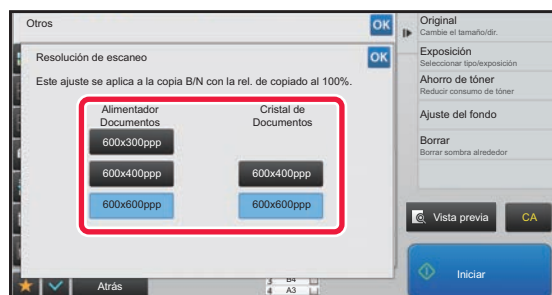 Otros
OK
Resolución de escaneo
OK
Este ajuste se aplica a la copia B/N con la rel. de copiado al 100%.
Alimentador
Documentos
Cristal de
Documentos
600x300ppp
600x400ppp
600x400ppp
600x600ppp
600x600ppp
Atrás
3 B4
4 A3
Original
Cambie el tamaño/dir.
Exposición
Seleccionar tipo/exposición
Ahorro de tóner
Reducir consumo de tóner
Ajuste del fondo
Borrar
Borrar sombra alrededor
Vista previa
CA
Iniciar